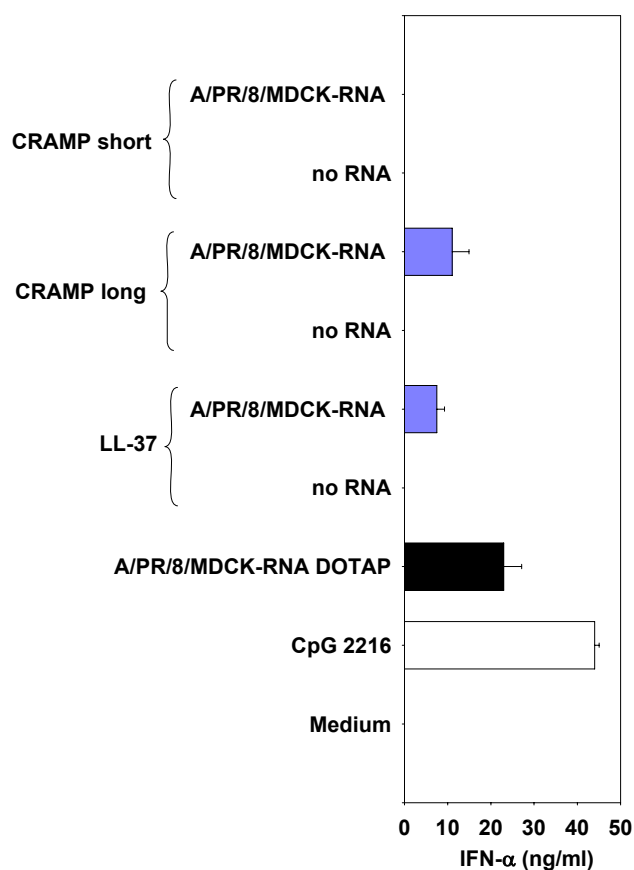 CRAMP short
A/PR/8/MDCK-RNA
no RNA
CRAMP long
A/PR/8/MDCK-RNA
no RNA
LL-37
A/PR/8/MDCK-RNA
no RNA
A/PR/8/MDCK-RNA DOTAP
CpG 2216
Medium
0 10 20 30 40 50
IFN-α (ng/ml)